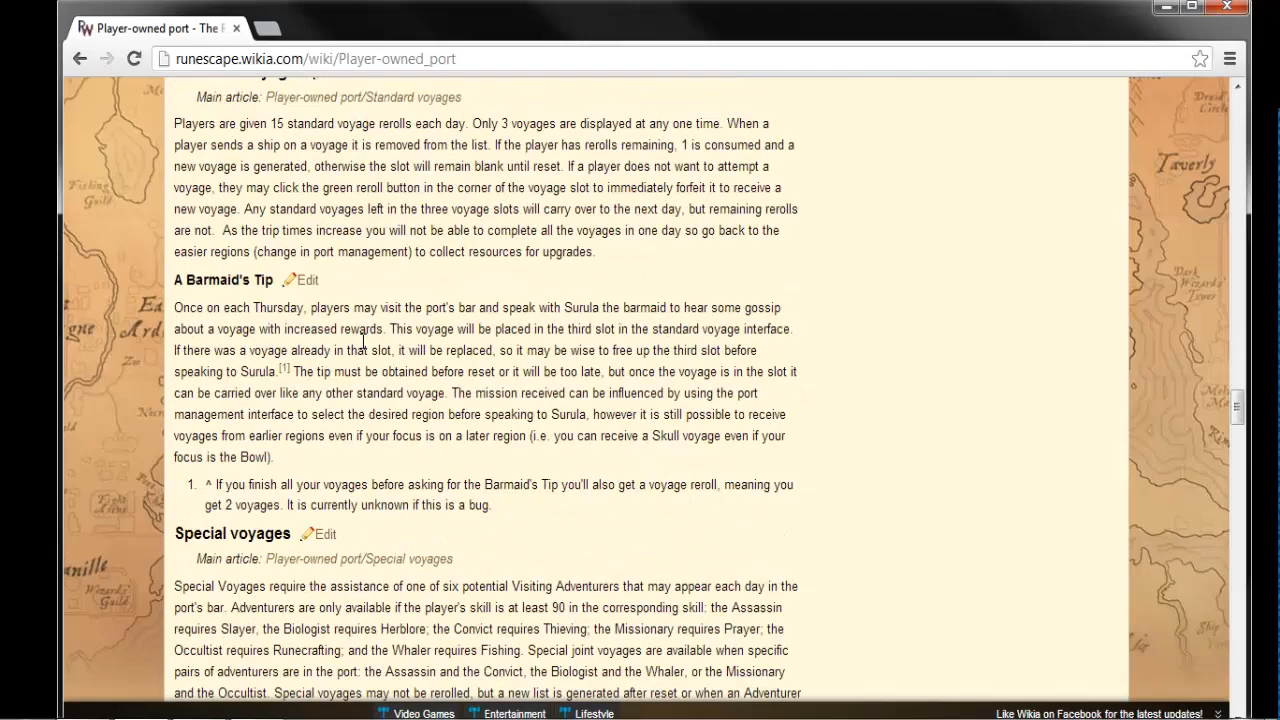 Player-owned port - The
runescape.wikia.com/wiki/Player-owned_port
Main article: Player-owned port/Standard voyages
Players are given 15 standard voyage rerolls each day. Only 3 voyages are displayed at any one time. When a
player sends a ship on a voyage it is removed from the list. If the player has rerolls remaining, 1 is consumed and a
new voyage is generated, otherwise the slot will remain blank until reset. If a player does not want to attempt a
voyage, they may click the green reroll button in the corner of the voyage slot to immediately forfeit it to receive a
new voyage. Any standard voyages left in the three voyage slots will carry over to the next day, but remaining rerolls
are not. As the trip times increase you will not be able to complete all the voyages in one day so go back to the
easier regions (change in port management) to collect resources for upgrades.
A Barmaid's Tip Edit
Once on each Thursday, players may visit the port's bar and speak with Surula the barmaid to hear some gossip
about a voyage with increased rewards. This voyage will be placed in the third slot in the standard voyage interface.
If there was a voyage already in that slot, it will be replaced, so it may be wise to free up the third slot before
speaking to Surula.[1] The tip must be obtained before reset or it will be too late, but once the voyage is in the slot it
can be carried over like any other standard voyage. The mission received can be influenced by using the port
management interface to select the desired region before speaking to Surula, however it is still possible to receive
voyages from earlier regions even if your focus is on a later region (i.e. you can receive a Skull voyage even if your
focus is the Bowl).
1. ^ If you finish all your voyages before asking for the Barmaid's Tip you'll also get a voyage reroll, meaning you
get 2 voyages. It is currently unknown if this is a bug.
Special voyages Edit
Main article: Player-owned port/Special voyages
Special Voyages require the assistance of one of six potential Visiting Adventurers that may appear each day in the
port's bar. Adventurers are only available if the player's skill is at least 90 in the corresponding skill: the Assassin
requires Slayer, the Biologist requires Herblore; the Convict requires Thieving; the Missionary requires Prayer; the
Occultist requires Runecrafting; and the Whaler requires Fishing. Special joint voyages are available when specific
pairs of adventurers are in the port: the Assassin and the Convict, the Biologist and the Whaler, or the Missionary
and the Occultist. Special voyages may not be rerolled, but a new list is generated after reset or when an Adventurer
Video Games Entertainment Lifestyle
Like Wikia on Facebook for the latest updates!
Fishing
Guild
Taverly
Wizards
Guild